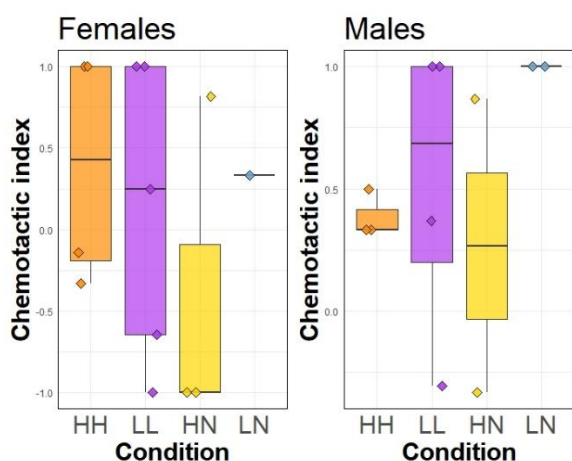 Females
Chemotactic index
1.0
0.5
0.0
-0.5
-1.0
HH LL HN LN
Condition
Males
Chemotactic index
1.0
0.5
0.0
HH LL HN LN
Condition